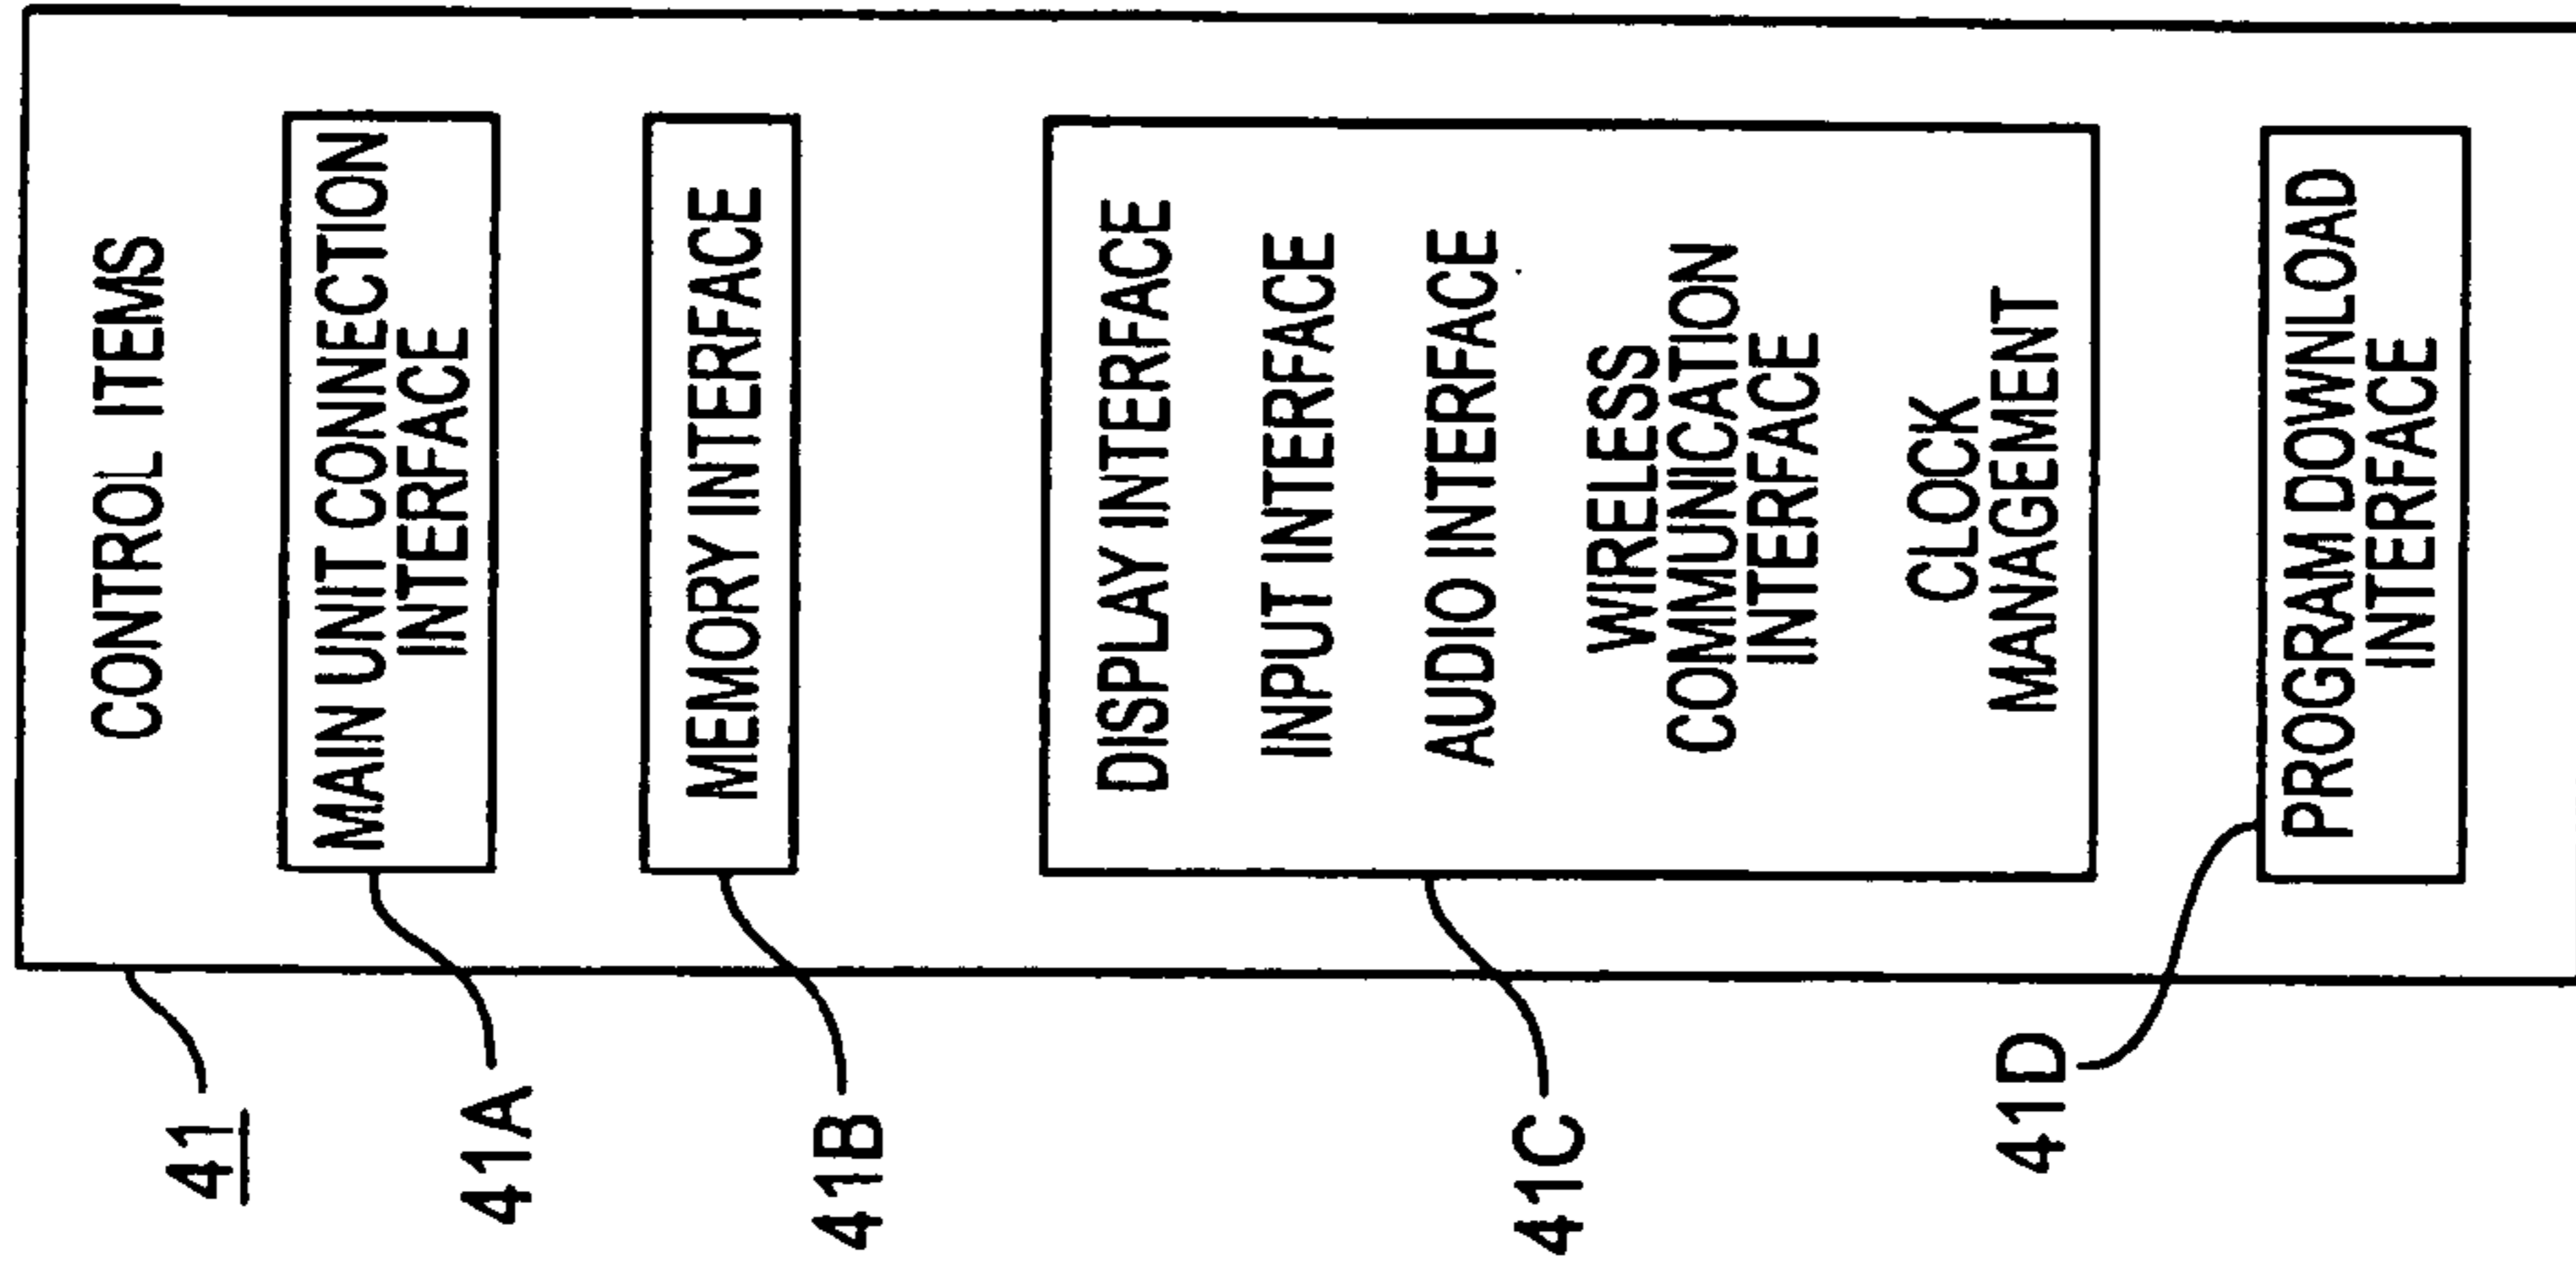 CONTROL ITEMS
41
MAIN UNIT CONNECTION
INTERFACE
41A
MEMORY INTERFACE
41B
DISPLAY INTERFACE
INPUT INTERFACE
AUDIO INTERFACE
WIRELESS
COMMUNICATION
INTERFACE
CLOCK
MANAGEMENT
41C
PROGRAM DOWNLOAD
INTERFACE
41D